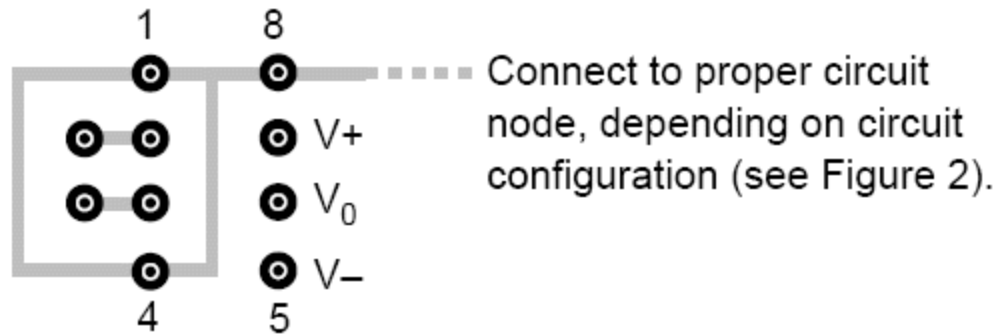 1 8
Connect to proper circuit
V+ node, depending on circuit
configuration (see Figure 2).
V0
V–
4 5